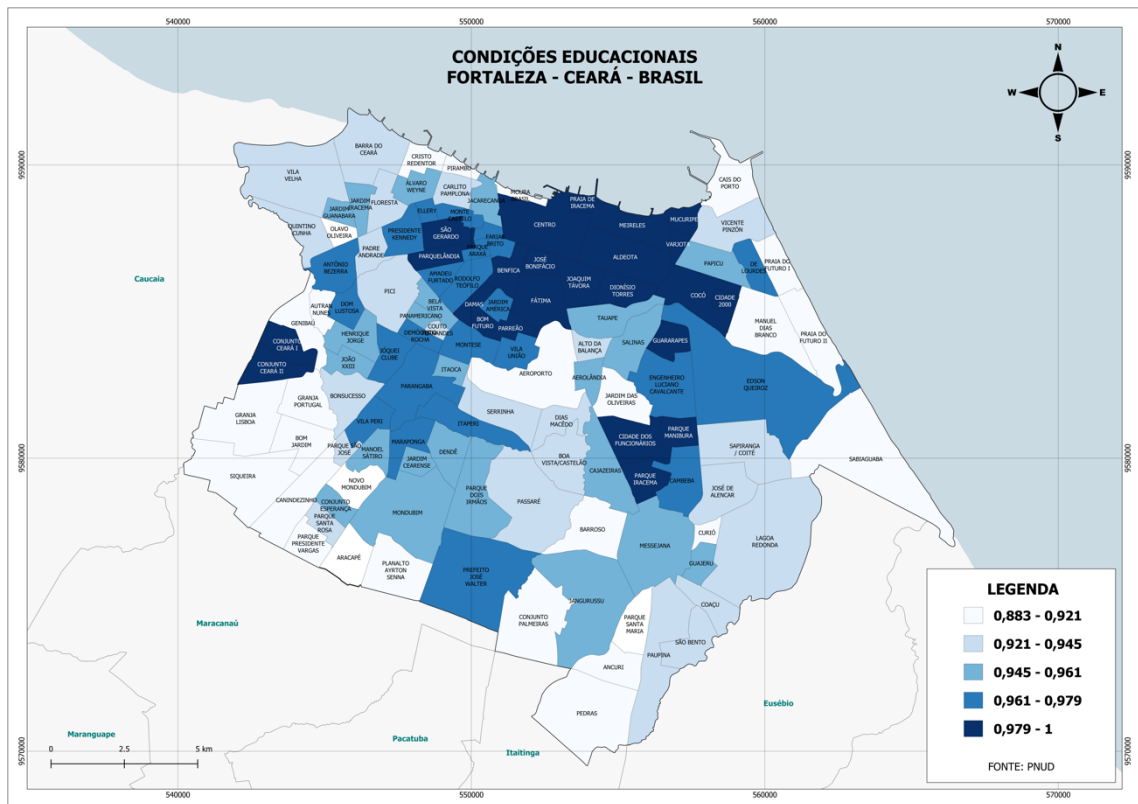 540000
550000
560000
570000
CONDIÇÕES EDUCACIONAIS
FORTALEZA - CEARÁ - BRASIL
N
W
E
S
9590000
9590000
BARRA DO
CEARÁ
CRISTO
REDENTOR
PIRAMBU
VILA
VELHA
ÁLVARO
WEYNE
CARLITO
PAMPLONA
JACARECANGA
MOURA
BRASIL
PRAIA DE
IRACEMA
CAIS DO
PORTO
JARDIM
IRACEMA
FLORESTA
JARDIM
GUANABARA
ELLERY
MONTE
CASTELO
CENTRO
MEIRELES
MUCURIPE
VICENTE
PINZÓN
QUINTINO
CUNHA
OLAVO
OLIVEIRA
PRESIDENTE
KENNEDY
SÃO
GERARDO
FARIAS
BRITO
VARJOTA
PADRE
ANDRADE
PARQUELÂNDIA
PARQUE
ARAXÁ
JOSÉ
BONIFÁCIO
ALDEOTA
PAPICU
DE
LOURDES
PRAIA DO
FUTURO I
ANTÔNIO
BEZERRA
AMADEU
FURTADO
RODOLFO
TEÓFILO
BENFICA
JOAQUIM
TÁVORA
DIONÍSIO
TORRES
PICI
COCÓ
CIDADE
2000
AUTRAN
NUNES
DOM
LUSTOSA
BELA
VISTA
PANAMERICANO
DAMAS
JARDIM
AMÉRICA
FÁTIMA
GENIBAÚ
COUTO
FERNANDES
BOM
FUTURO
PARREÃO
TAUAPE
MANUEL
DIAS
BRANCO
PRAIA DO
FUTURO II
CONJUNTO
CEARÁ I
HENRIQUE
JORGE
DEMÓCRITO
ROCHA
MONTESE
VILA
UNIÃO
ALTO DA
BALANÇA
SALINAS
GUARARAPES
JOÃO
XXIII
JÓQUEI
CLUBE
CONJUNTO
CEARÁ II
ITAOCA
AEROPORTO
AEROLÂNDIA
ENGENHEIRO
LUCIANO
CAVALCANTE
EDSON
QUEIROZ
GRANJA
PORTUGAL
BONSUCESSO
PARANGABA
JARDIM DAS
OLIVEIRAS
GRANJA
LISBOA
SERRINHA
VILA PERI
ITAPERI
DIAS
MACÊDO
CIDADE DOS
FUNCIONÁRIOS
PARQUE
MANIBURA
BOM
JARDIM
PARQUE SÃO
JOSÉ
MANOEL
SÁTIRO
MARAPONGA
DENDÊ
BOA
VISTA/CASTELÃO
SAPIRANGA
/ COITÉ
SABIAGUABA
9580000
9580000
JARDIM
CEARENSE
CAJAZEIRAS
PARQUE
IRACEMA
CAMBEBA
SIQUEIRA
NOVO
MONDUBIM
PARQUE
DOIS
IRMÃOS
PASSARÉ
JOSÉ DE
ALENCAR
CANINDEZINHO
CONJUNTO
ESPERANÇA
MONDUBIM
PARQUE
SANTA
ROSA
BARROSO
CURIÓ
LAGOA
REDONDA
PARQUE
PRESIDENTE
VARGAS
MESSEJANA
ARACAPÉ
PLANALTO
AYRTON
SENNA
PREFEITO
JOSÉ
WALTER
GUAJERU
JANGURUSSU
COAÇU
CONJUNTO
PALMEIRAS
PARQUE
SANTA
MARIA
SÃO BENTO
PAUPINA
ANCURI
PEDRAS
Caucaia
Maracanaú
Maranguape
Pacatuba
Itaitinga
Eusébio
LEGENDA
0,883 - 0,921
0,921 - 0,945
0,945 - 0,961
0,961 - 0,979
0,979 - 1
FONTE: PNUD
0
2.5
5 km
9570000
9570000
540000
550000
560000
570000